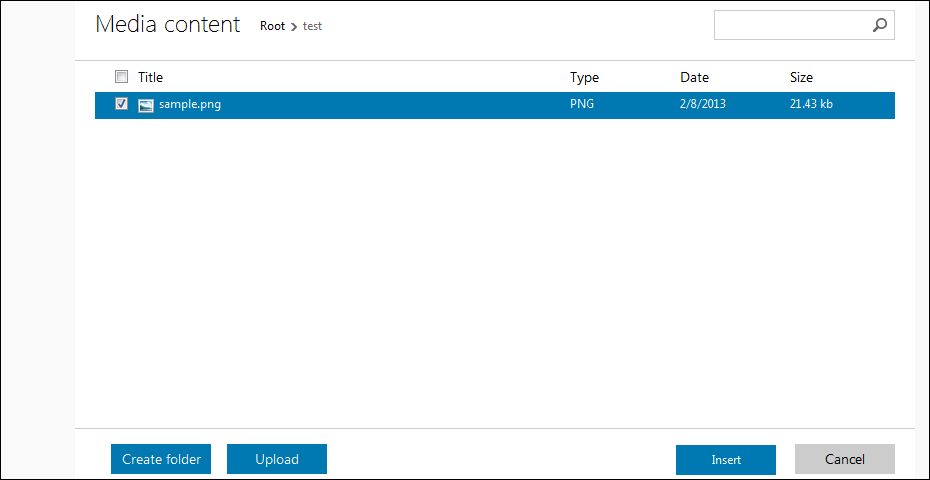 Media content Root > test
Title Type Date Size
sample.png PNG 2/8/2013 21.43 kb
Create folder Upload Insert Cancel